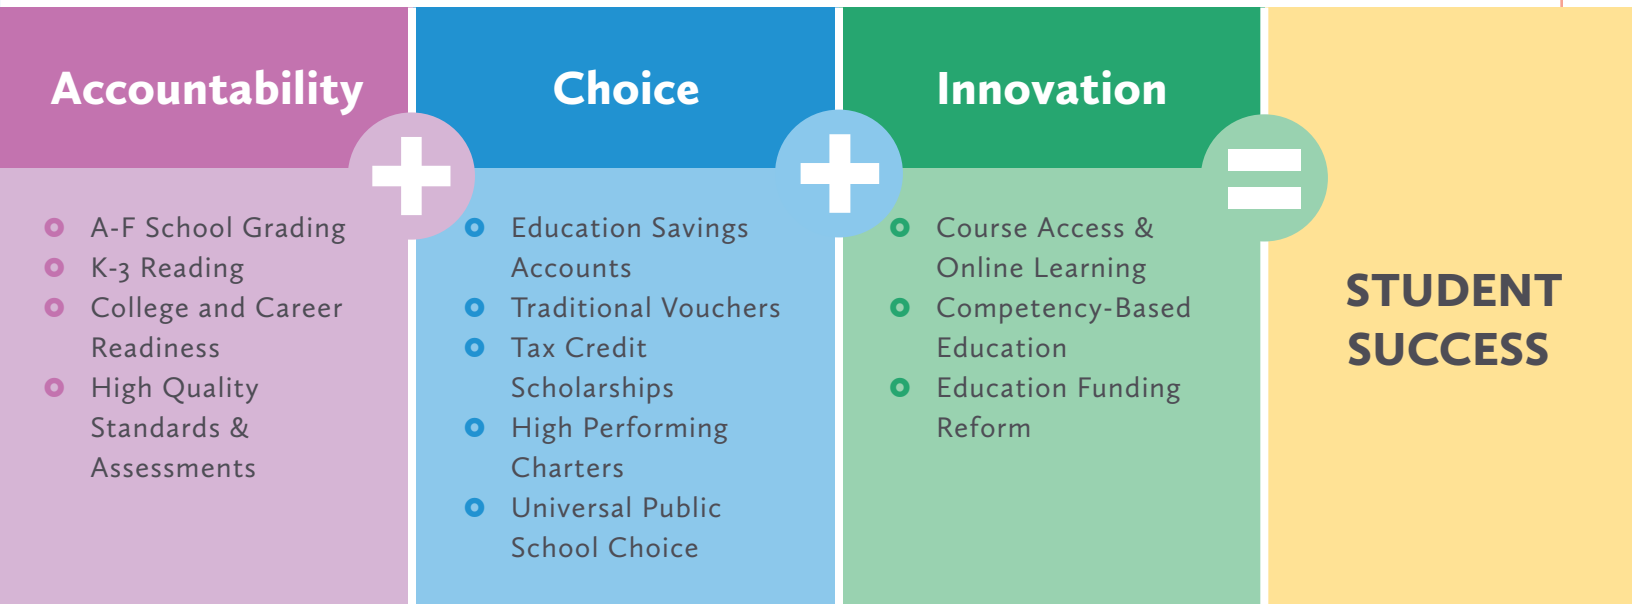 Accountability
A-F School Grading
K-3 Reading
College and Career
Readiness
High Quality
Standards &
Assessments
+
Choice
Education Savings
Accounts
Traditional Vouchers
Tax Credit
Scholarships
High Performing
Charters
Universal Public
School Choice
+
Innovation
Course Access &
Online Learning
Competency-Based
Education
Education Funding
Reform
=
STUDENT
SUCCESS